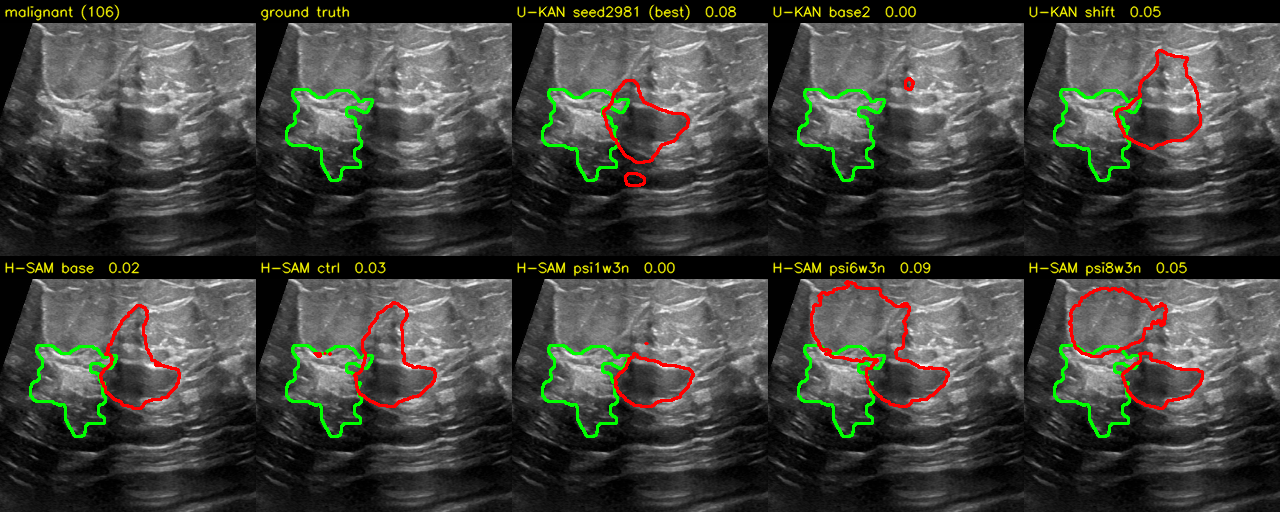 malignant (106)
ground truth
U-KAN seed2981 (best) 0.08
U-KAN base2 0.00
U-KAN shift 0.05
H-SAM base 0.02
H-SAM ctrl 0.03
H-SAM psi1w3n 0.00
H-SAM psi6w3n 0.09
H-SAM psi8w3n 0.05